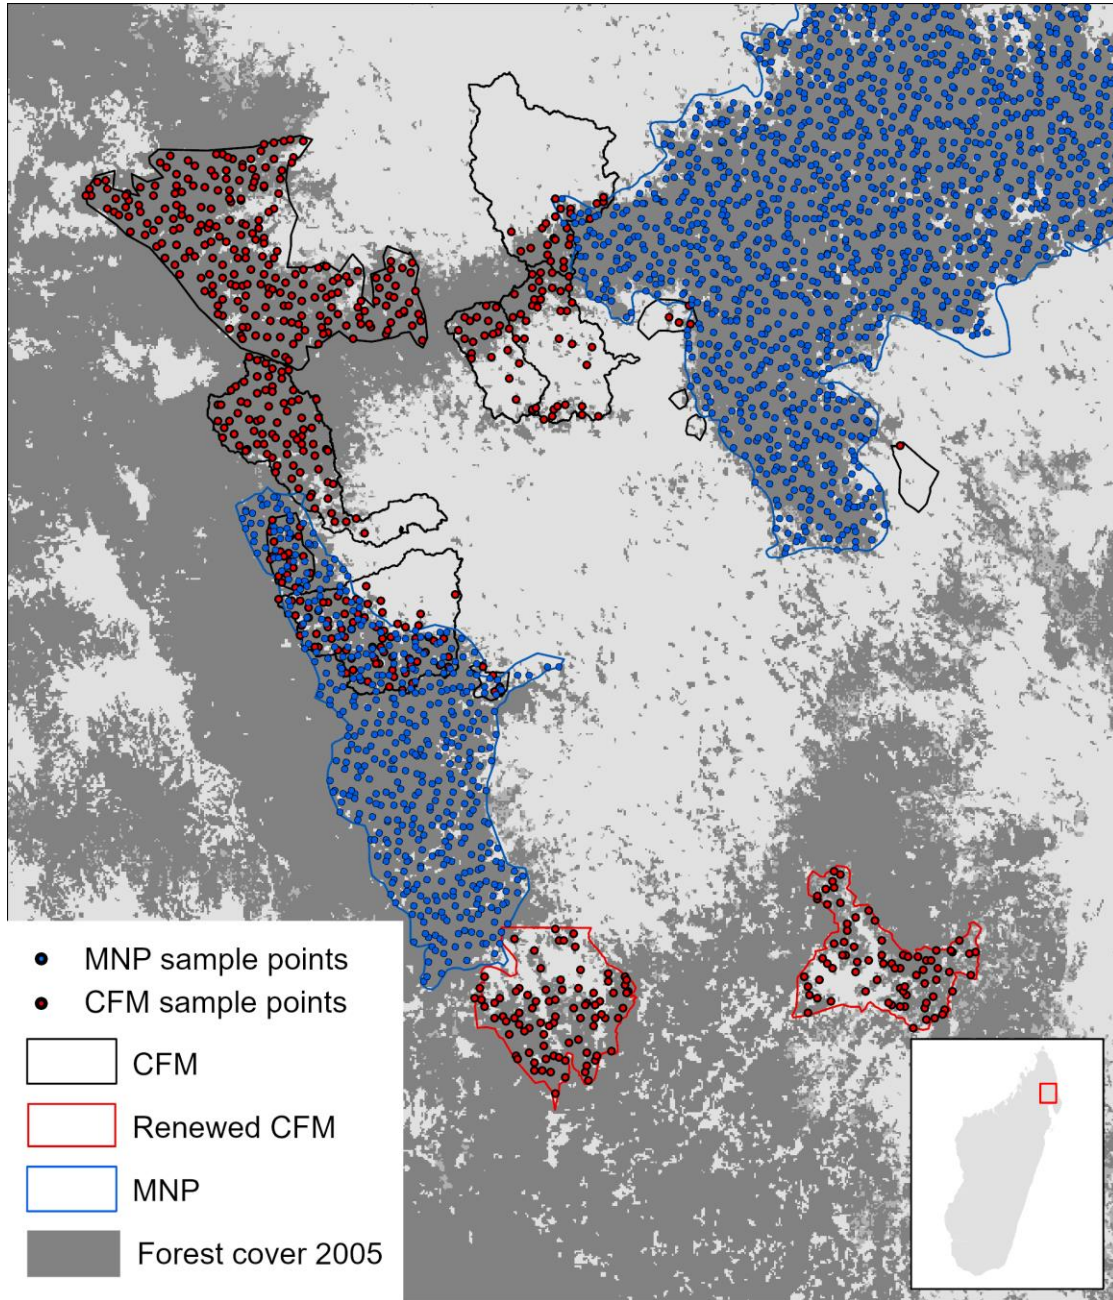 MNP sample points
CFM sample points
CFM
Renewed CFM
MNP
Forest cover 2005